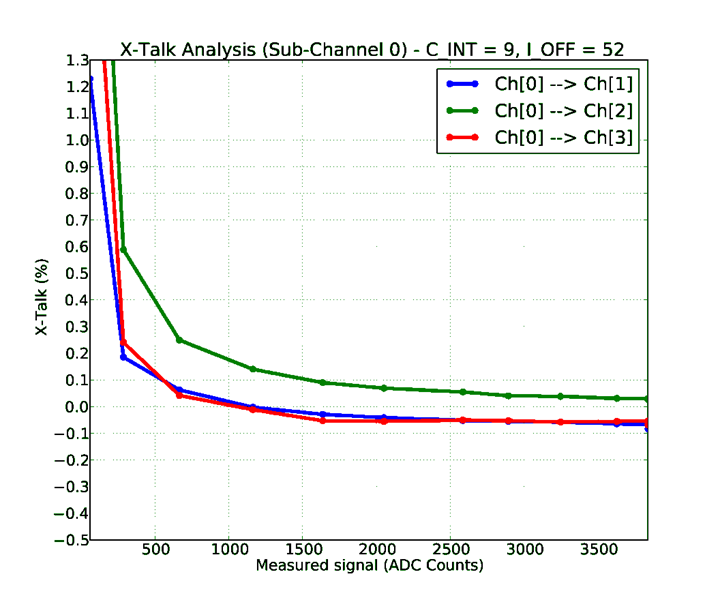 X-Talk Analysis (Sub-Channel 0) - C_INT = 9, I_OFF = 52
Ch[0] --> Ch[1]
Ch[0] --> Ch[2]
Ch[0] --> Ch[3]
X-Talk (%)
1.3
1.2
1.1
1.0
0.9
0.8
0.7
0.6
0.5
0.4
0.3
0.2
0.1
0.0
−0.1
−0.2
−0.3
−0.4
−0.5
500 1000 1500 2000 2500 3000 3500
Measured signal (ADC Counts)